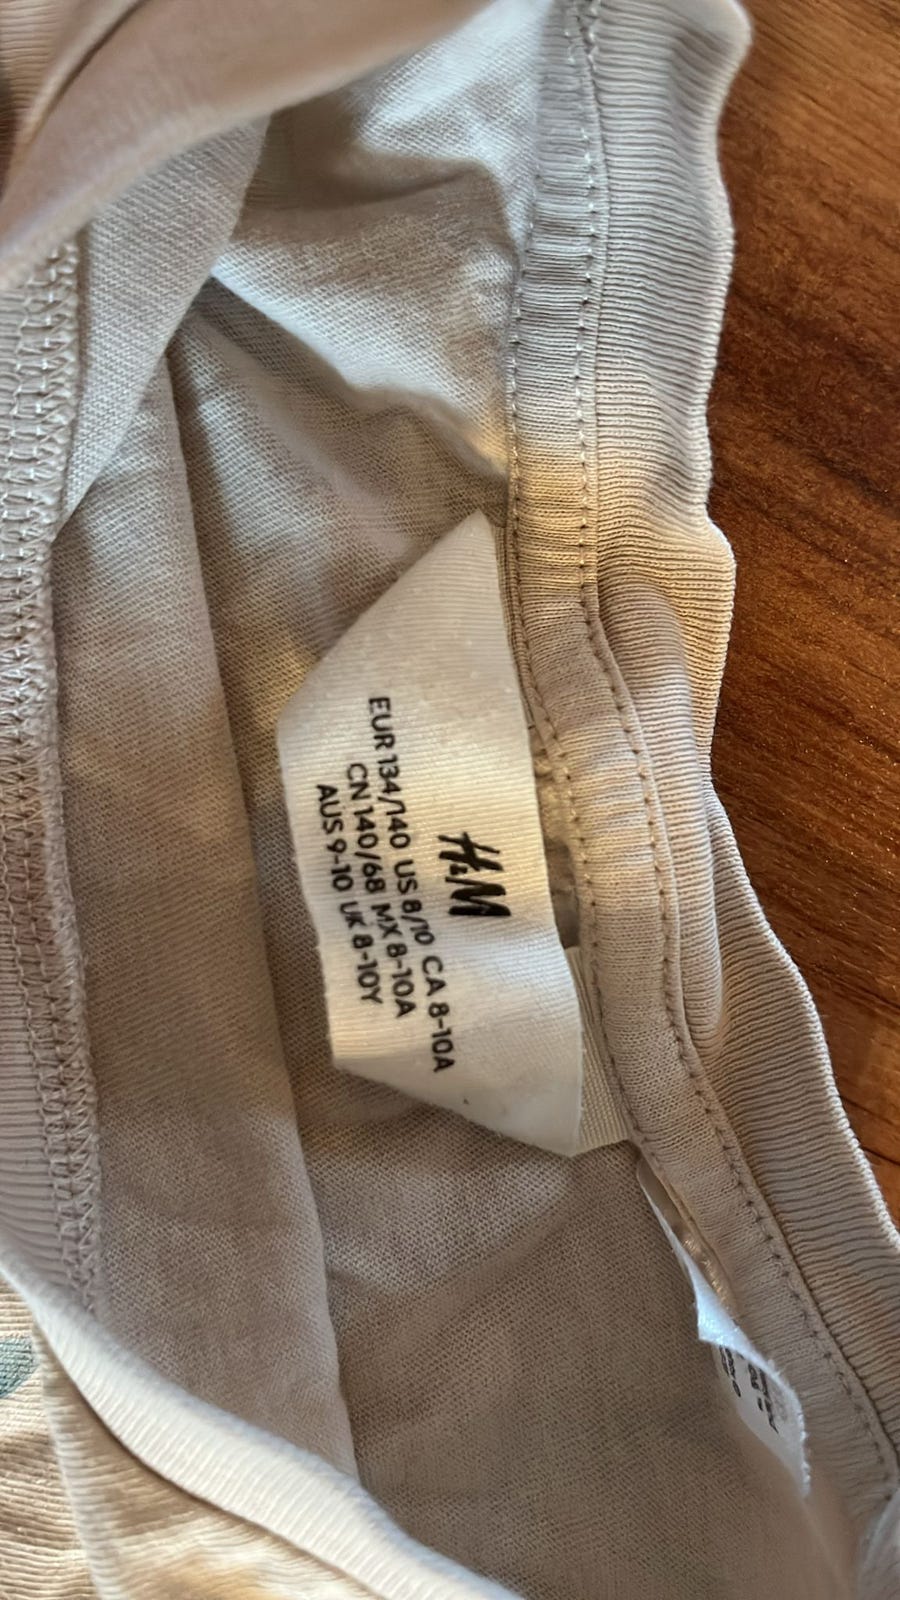 H&M
EUR 134/140 US 8/10 CA 8-10A
CN 140/68 MX 8-10A
AUS 9-10 UK 8-10Y